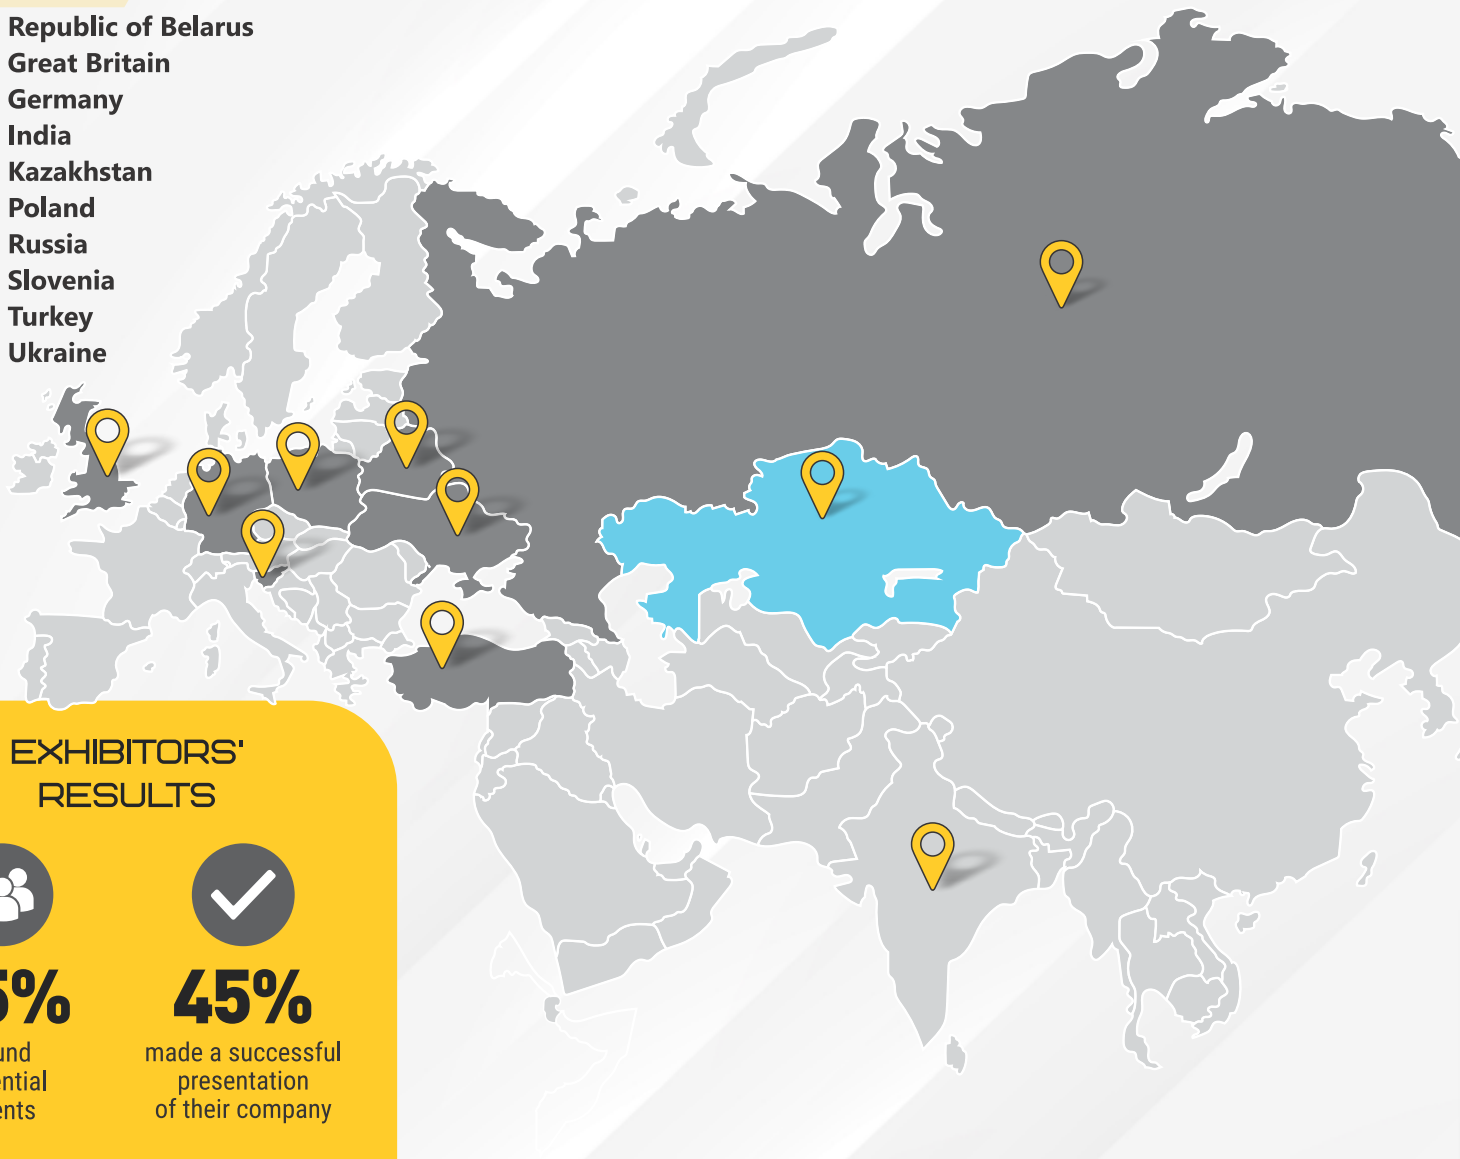 Republic of Belarus
Great Britain
Germany
India
Kazakhstan
Poland
Russia
Slovenia
Turkey
Ukraine
EXHIBITORS'
RESULTS
45%
made a successful
presentation
of their company